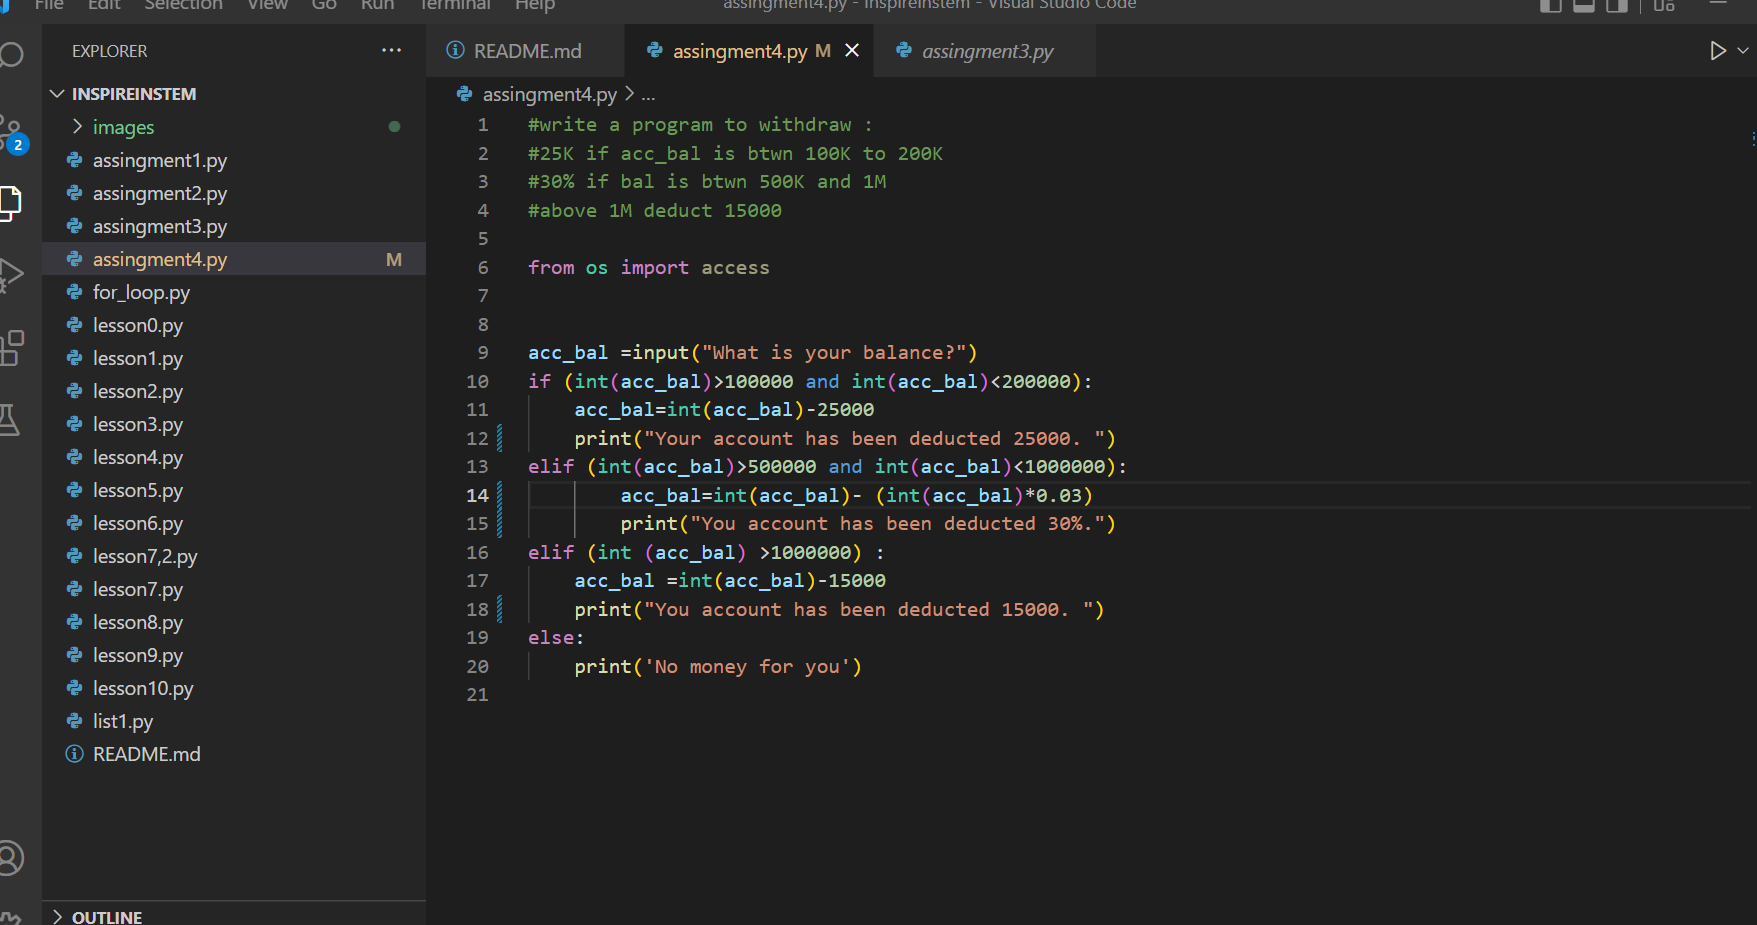 File Edit Selection View Go Run Terminal Help assingment4.py - InspireInstem - Visual Studio Code
EXPLORER ...
README.md
assingment4.py M
assingment3.py
INSPIREINSTEM
assingment4.py > ...
images
assingment1.py
assingment2.py
assingment3.py
assingment4.py M
for_loop.py
lesson0.py
lesson1.py
lesson2.py
lesson3.py
lesson4.py
lesson5.py
lesson6.py
lesson7,2.py
lesson7.py
lesson8.py
lesson9.py
lesson10.py
list1.py
README.md
OUTLINE
2
1 #write a program to withdraw :
2 #25K if acc_bal is btwn 100K to 200K
3 #30% if bal is btwn 500K and 1M
4 #above 1M deduct 15000
5
6 from os import access
7
8
9 acc_bal =input("What is your balance?")
10 if (int(acc_bal)>100000 and int(acc_bal)<200000):
11     acc_bal=int(acc_bal)-25000
12     print("Your account has been deducted 25000. ")
13 elif (int(acc_bal)>500000 and int(acc_bal)<1000000):
14         acc_bal=int(acc_bal)- (int(acc_bal)*0.03)
15         print("You account has been deducted 30%.")
16 elif (int (acc_bal) >1000000) :
17     acc_bal =int(acc_bal)-15000
18     print("You account has been deducted 15000. ")
19 else:
20     print('No money for you')
21